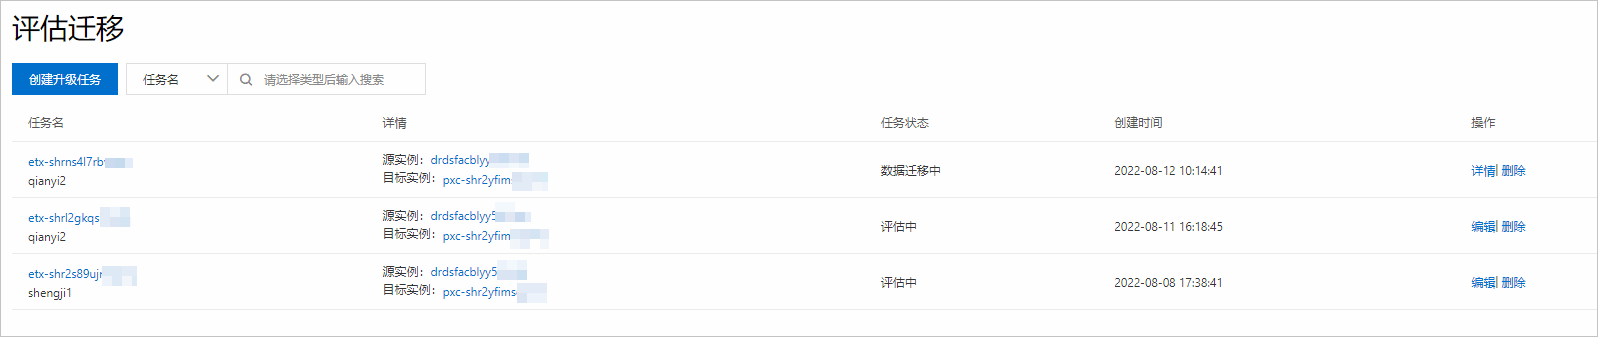 评估迁移
创建升级任务 任务名 请选择类型后输入搜索
任务名 详情 任务状态 创建时间 操作
etx-shrns4l7rb
qianyi2
源实例： drdsfacblyy
目标实例： pxc-shr2yfims
数据迁移中 2022-08-12 10:14:41 详情| 删除
etx-shrl2gkqs
qianyi2
源实例： drdsfacblyy5
目标实例： pxc-shr2yfim
评估中 2022-08-11 16:18:45 编辑| 删除
etx-shr2s89ujr
shengji1
源实例： drdsfacblyy5
目标实例： pxc-shr2yfims
评估中 2022-08-08 17:38:41 编辑| 删除